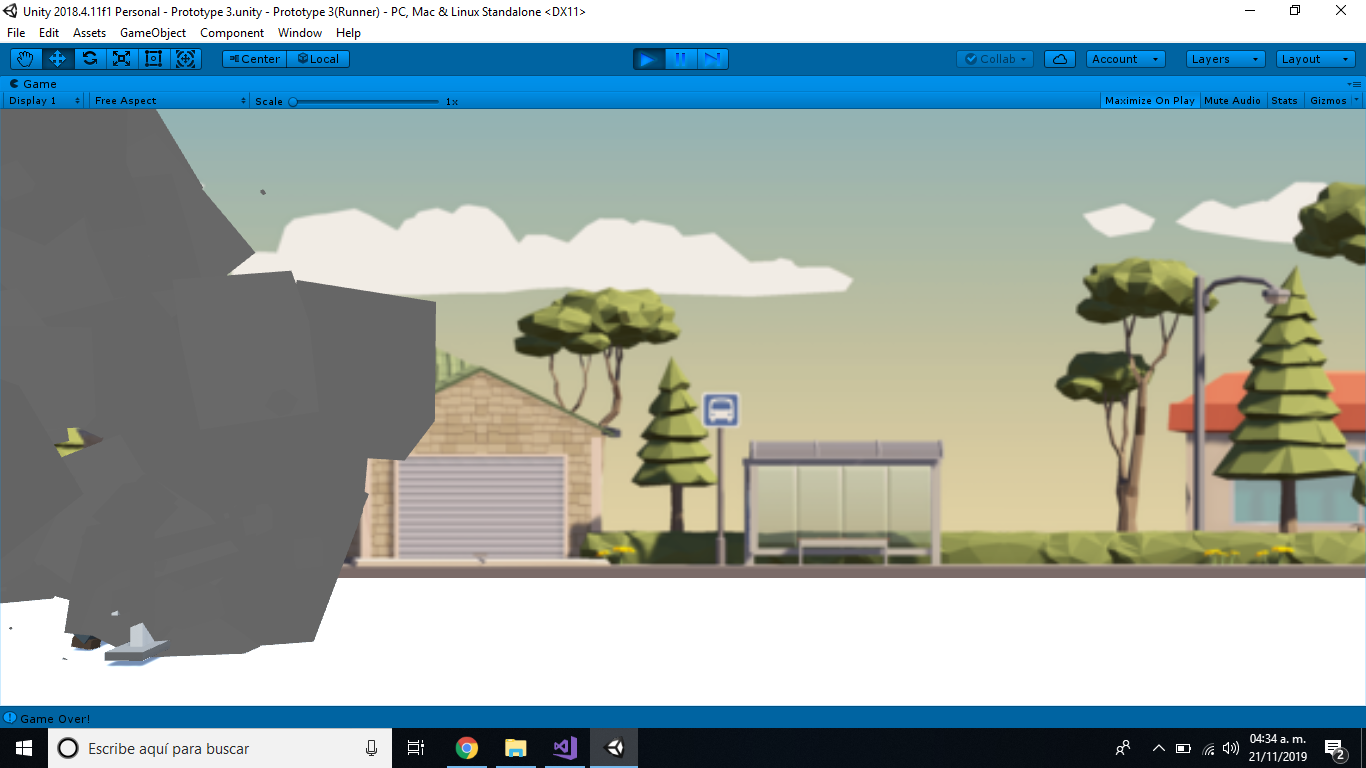 Unity 2018.4.11f1 Personal - Prototype 3.unity - Prototype 3(Runner) - PC, Mac & Linux Standalone <DX11>
File Edit Assets GameObject Component Window Help
Center Local Collab Account Layers Layout
Game
Display 1 Free Aspect Scale 1x Maximize On Play Mute Audio Stats Gizmos
Game Over!
Escribe aquí para buscar
04:34 a. m.
21/11/2019
2